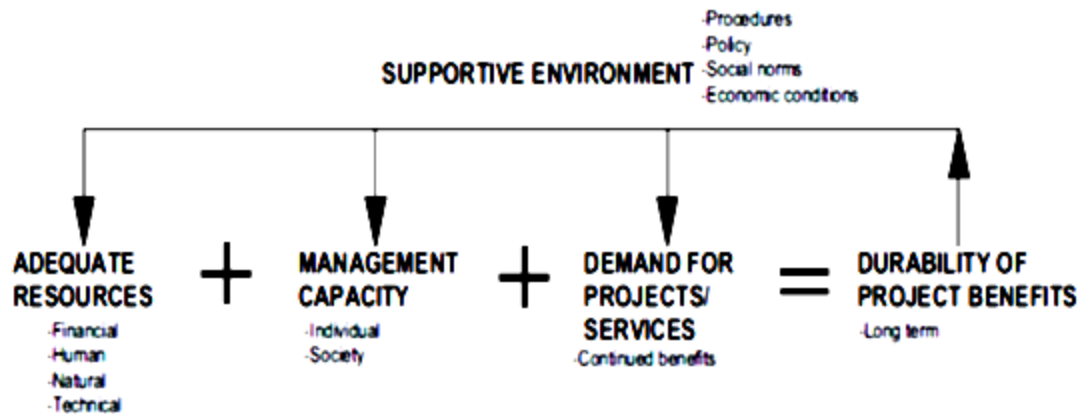 -Procedures
-Policy
SUPPORTIVE ENVIRONMENT -Social norms
-Economic conditions
ADEQUATE RESOURCES
-Financial
-Human
-Natural
-Technical
+
MANAGEMENT CAPACITY
-Individual
-Society
+
DEMAND FOR PROJECTS/ SERVICES
-Continued benefits
=
DURABILITY OF PROJECT BENEFITS
-Long term